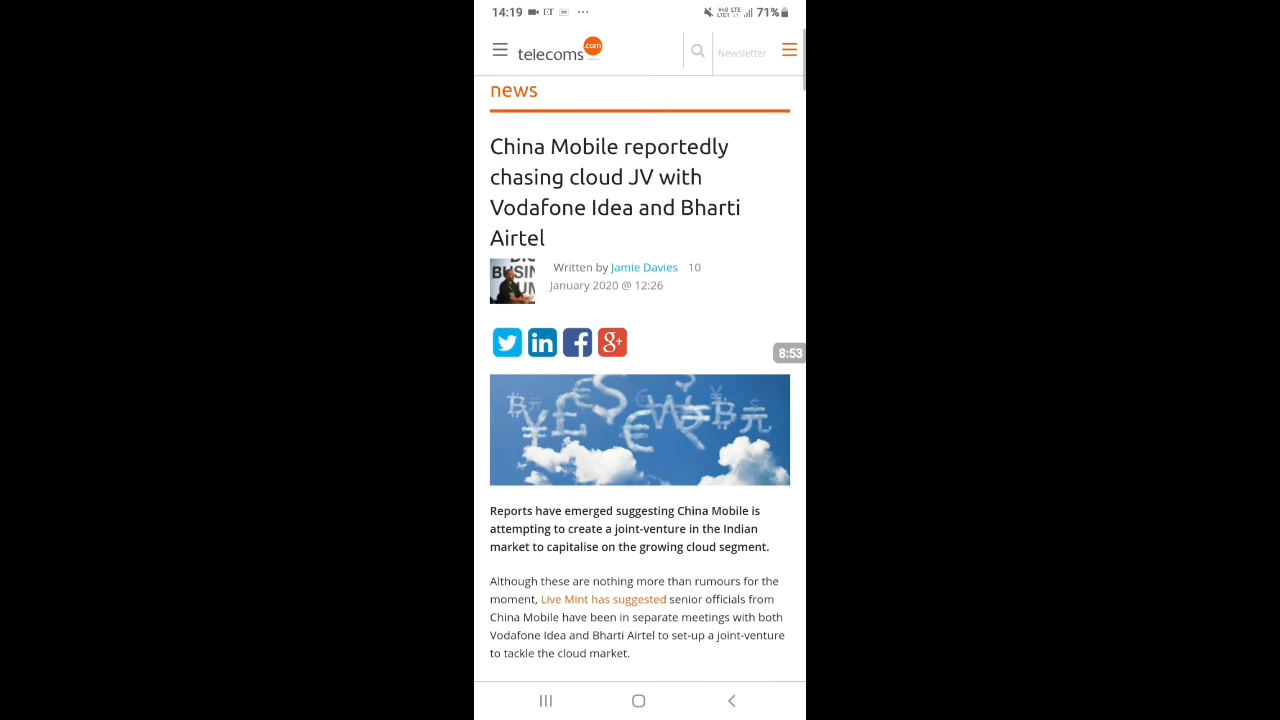 14:19 ET 71%
telecoms.com
Newsletter
news
China Mobile reportedly
chasing cloud JV with
Vodafone Idea and Bharti
Airtel
Written by Jamie Davies 10
January 2020 @ 12:26
8:53
Reports have emerged suggesting China Mobile is
attempting to create a joint-venture in the Indian
market to capitalise on the growing cloud segment.
Although these are nothing more than rumours for the
moment, Live Mint has suggested senior officials from
China Mobile have been in separate meetings with both
Vodafone Idea and Bharti Airtel to set-up a joint-venture
to tackle the cloud market.